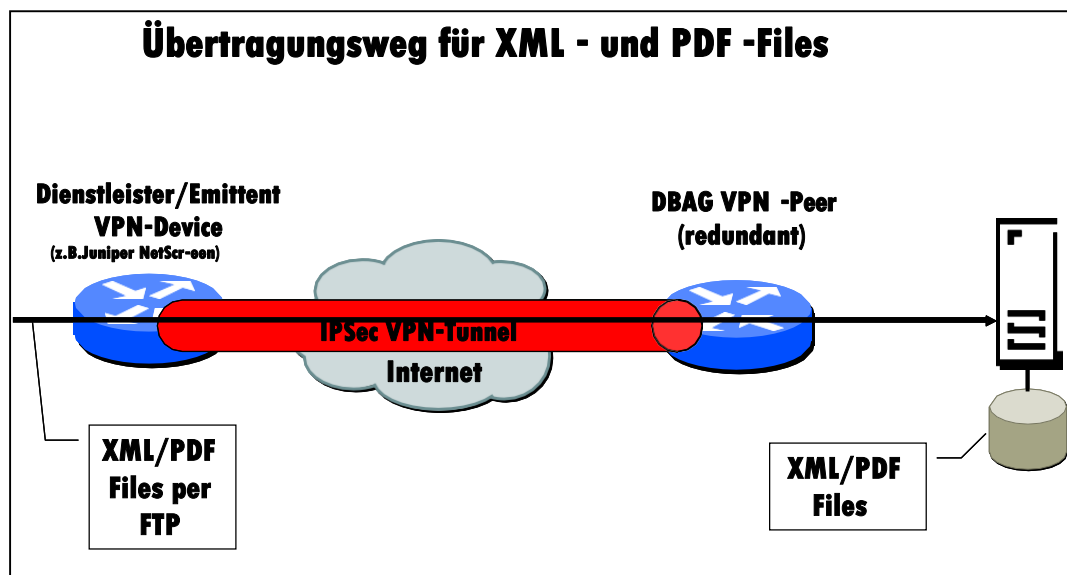 Übertragungsweg für XML - und PDF -Files
Dienstleister/Emittent
VPN-Device
(z.B.Juniper NetScr-een)
DBAG VPN -Peer
(redundant)
IPSec VPN-Tunnel
Internet
XML/PDF
Files per
FTP
XML/PDF
Files